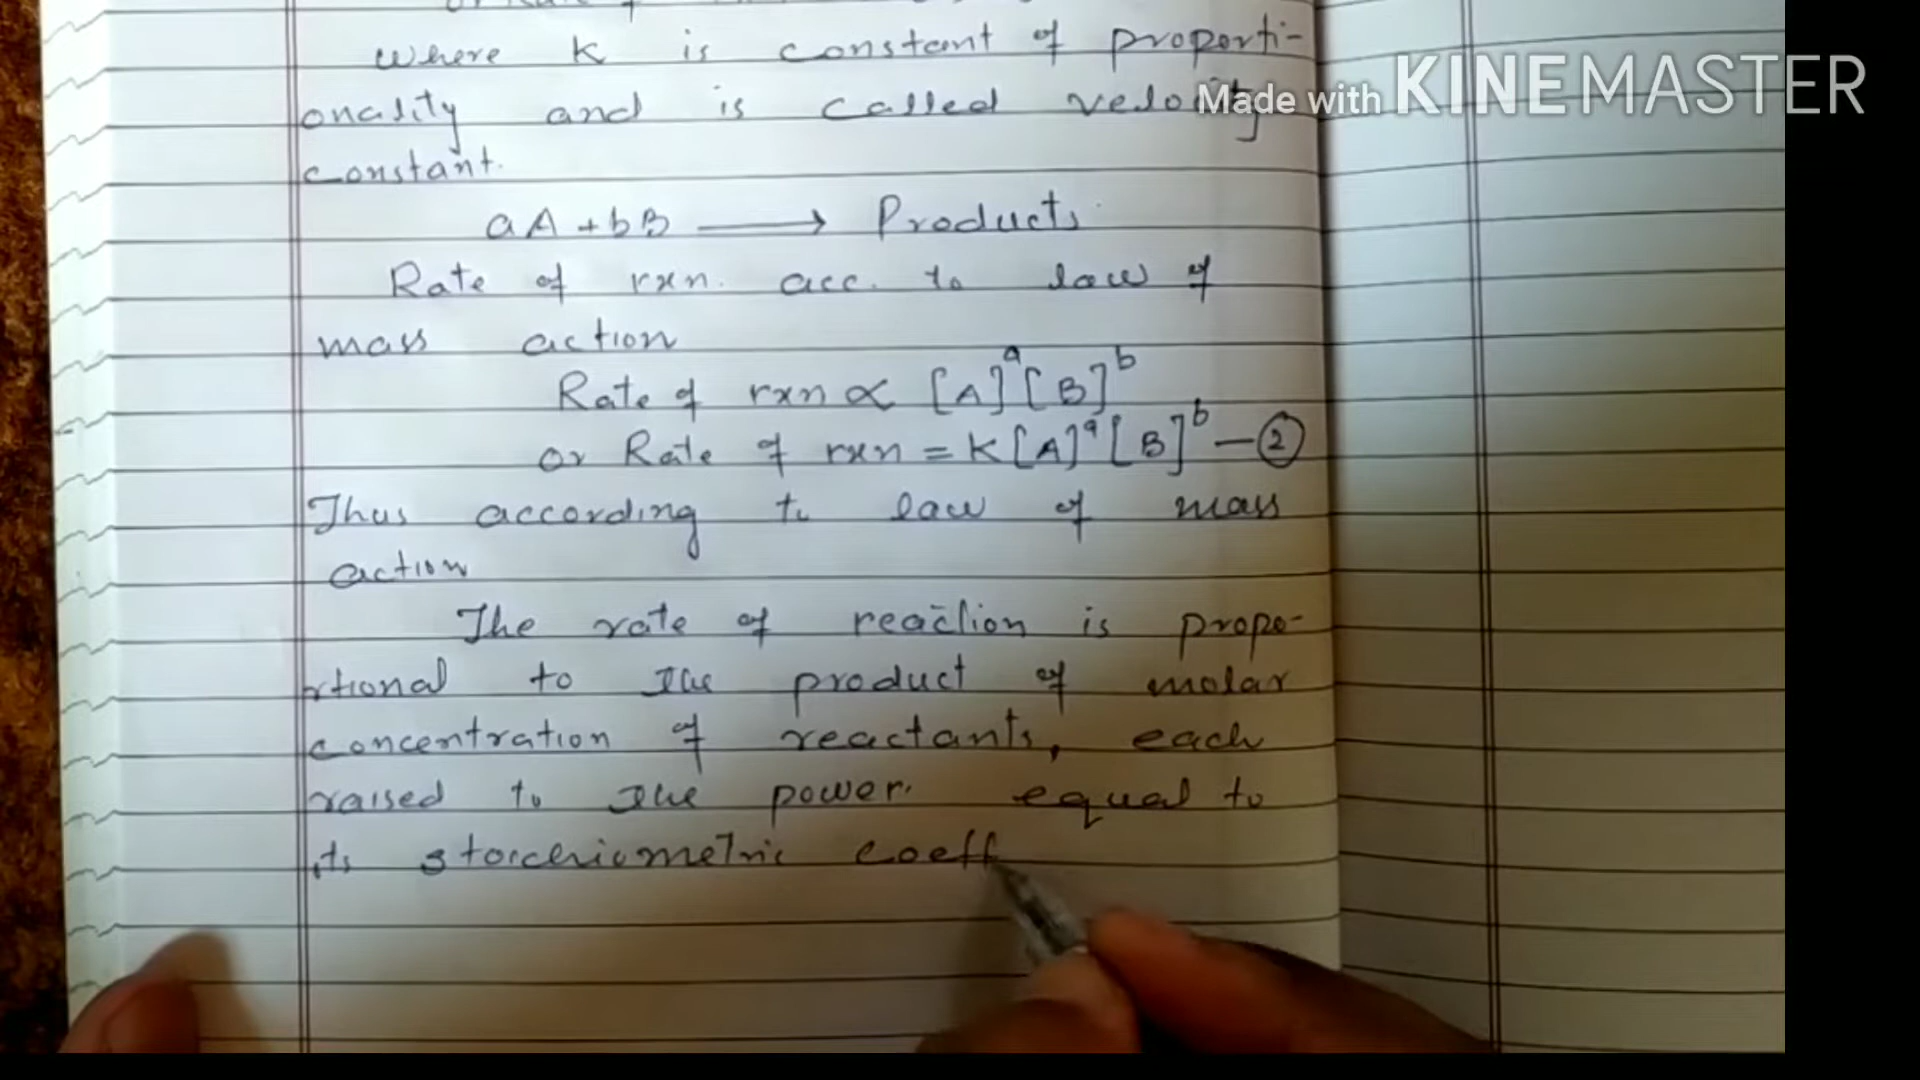 where K is constant of proporti-
onality and is called velocity
constant.
Made with KINEMASTER
aA + bB ⟶ Products
Rate of rxn. acc. to law of
mass action
Rate of rxn ∝ [A]^a [B]^b
or Rate of rxn = K[A]^a [B]^b — ②
Thus according to law of mass
action
The rate of reaction is propo-
rtional to the product of molar
concentration of reactants, each
raised to the power equal to
its stoichiometric coeff